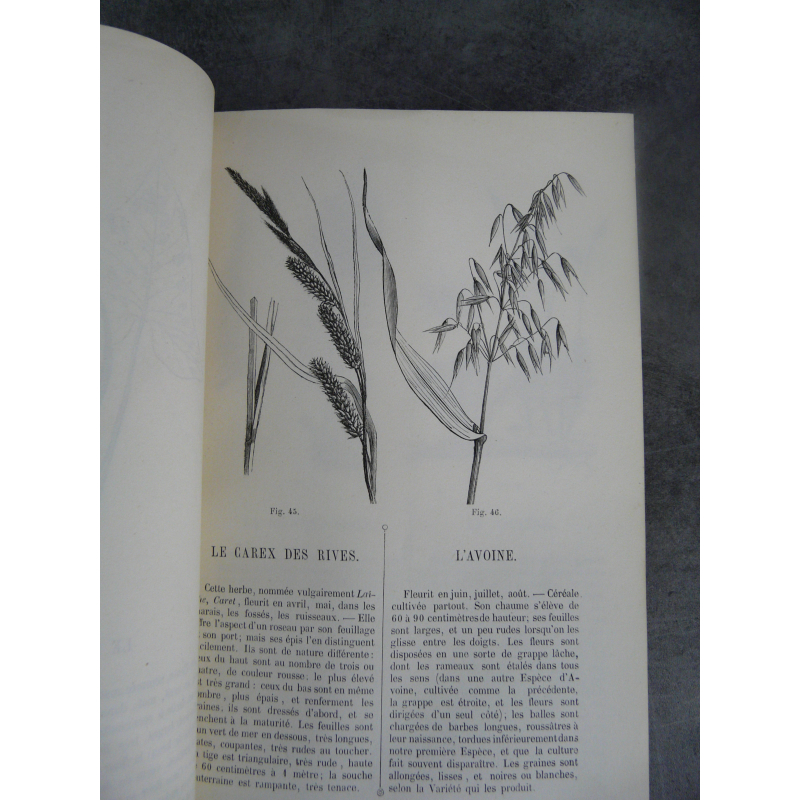 Fig. 45.
LE CAREX DES RIVES.
Cette herbe, nommée vulgairement Laî-
Caret, fleurit en avril, mai, dans les
les fossés, les ruisseaux. — Elle
l'aspect d'un roseau par son feuillage
son port; mais ses épis l'en distinguent
Ils sont de nature différente:
du haut sont au nombre de trois ou
de couleur rousse. le plus élevé
très grand : ceux du bas sont en même
plus épais, et renferment les
ils sont dressés d'abord, et se
à la maturité. Les feuilles sont
un vert de mer en dessous, très longues,
coupantes, très rudes au toucher.
tige est triangulaire, très rude, haute
60 centimètres à 1 mètre; la souche
est rampante, très tenace.
Fig. 46.
L'AVOINE.
Fleurit en juin, juillet, août. — Céréale
cultivée partout. Son chaume s'élève de
60 à 90 centimètres de hauteur; ses feuilles
sont larges, et un peu rudes lorsqu'on les
glisse entre les doigts. Les fleurs sont
disposées en une sorte de grappe lâche,
dont les rameaux sont étalés dans tous
les sens (dans une autre Espèce d'A-
voine, cultivée comme la précédente,
la grappe est étroite, et les fleurs sont
dirigées d'un seul côté); les balles sont
chargées de barbes longues, roussâtres à
leur naissance, tordues inférieurement dans
notre première Espèce, et que la culture
fait souvent disparaître. Les graines sont
allongées, lisses, et noires ou blanches,
selon la Variété qui les produit.